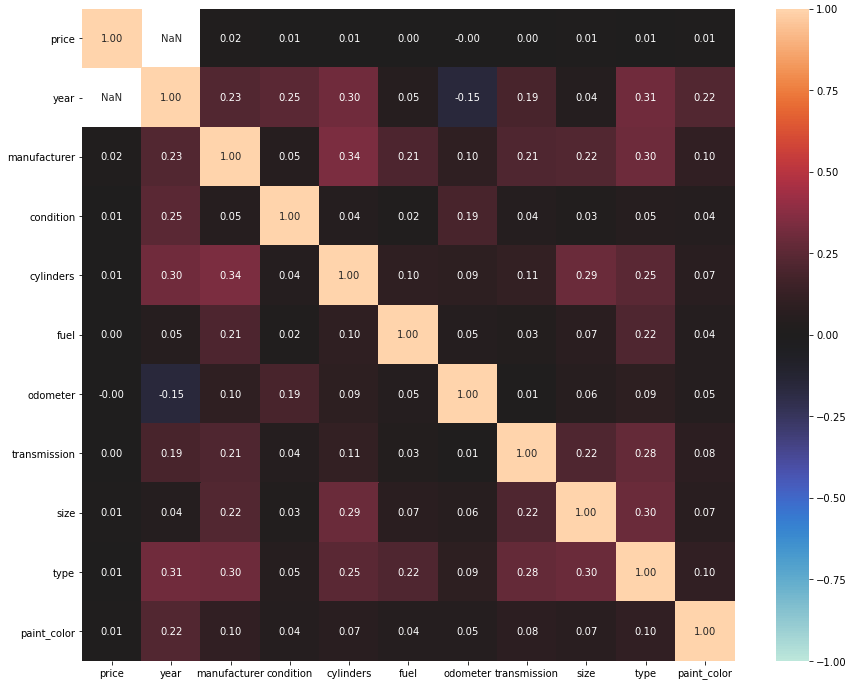 price 1.00 NaN 0.02 0.01 0.01 0.00 -0.00 0.00 0.01 0.01 0.01
year NaN 1.00 0.23 0.25 0.30 0.05 -0.15 0.19 0.04 0.31 0.22
manufacturer 0.02 0.23 1.00 0.05 0.34 0.21 0.10 0.21 0.22 0.30 0.10
condition 0.01 0.25 0.05 1.00 0.04 0.02 0.19 0.04 0.03 0.05 0.04
cylinders 0.01 0.30 0.34 0.04 1.00 0.10 0.09 0.11 0.29 0.25 0.07
fuel 0.00 0.05 0.21 0.02 0.10 1.00 0.05 0.03 0.07 0.22 0.04
odometer -0.00 -0.15 0.10 0.19 0.09 0.05 1.00 0.01 0.06 0.09 0.05
transmission 0.00 0.19 0.21 0.04 0.11 0.03 0.01 1.00 0.22 0.28 0.08
size 0.01 0.04 0.22 0.03 0.29 0.07 0.06 0.22 1.00 0.30 0.07
type 0.01 0.31 0.30 0.05 0.25 0.22 0.09 0.28 0.30 1.00 0.10
paint_color 0.01 0.22 0.10 0.04 0.07 0.04 0.05 0.08 0.07 0.10 1.00
price year manufacturer condition cylinders fuel odometer transmission size type paint_color
1.00
0.75
0.50
0.25
0.00
−0.25
−0.50
−0.75
−1.00